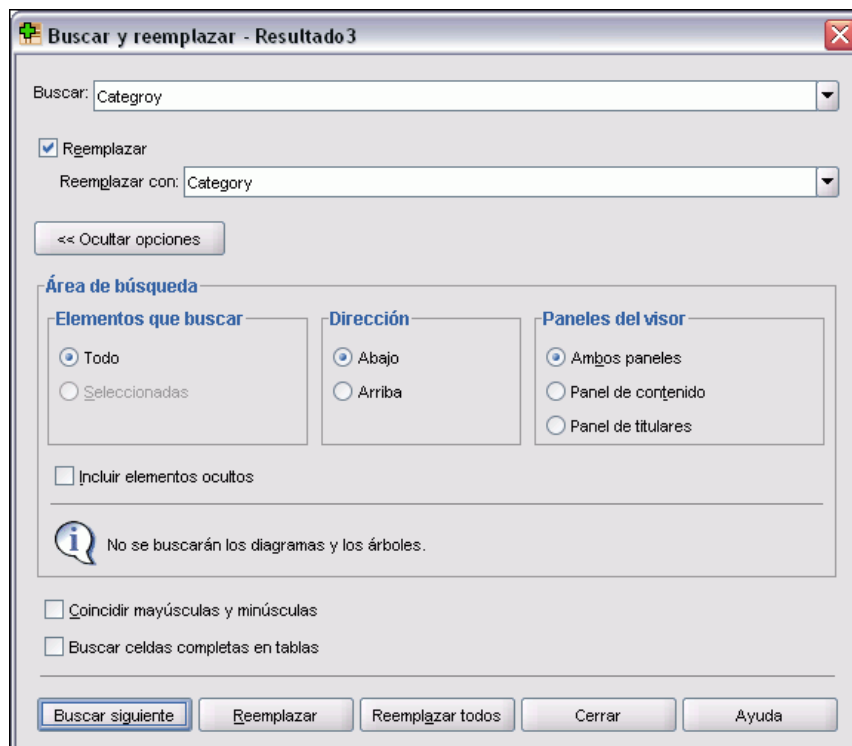 Buscar y reemplazar - Resultado3
Buscar: Categroy
Reemplazar
Reemplazar con: Category
<< Ocultar opciones
Área de búsqueda
Elementos que buscar
Todo
Seleccionadas
Dirección
Abajo
Arriba
Paneles del visor
Ambos paneles
Panel de contenido
Panel de titulares
Incluir elementos ocultos
No se buscarán los diagramas y los árboles.
Coincidir mayúsculas y minúsculas
Buscar celdas completas en tablas
Buscar siguiente Reemplazar Reemplazar todos Cerrar Ayuda